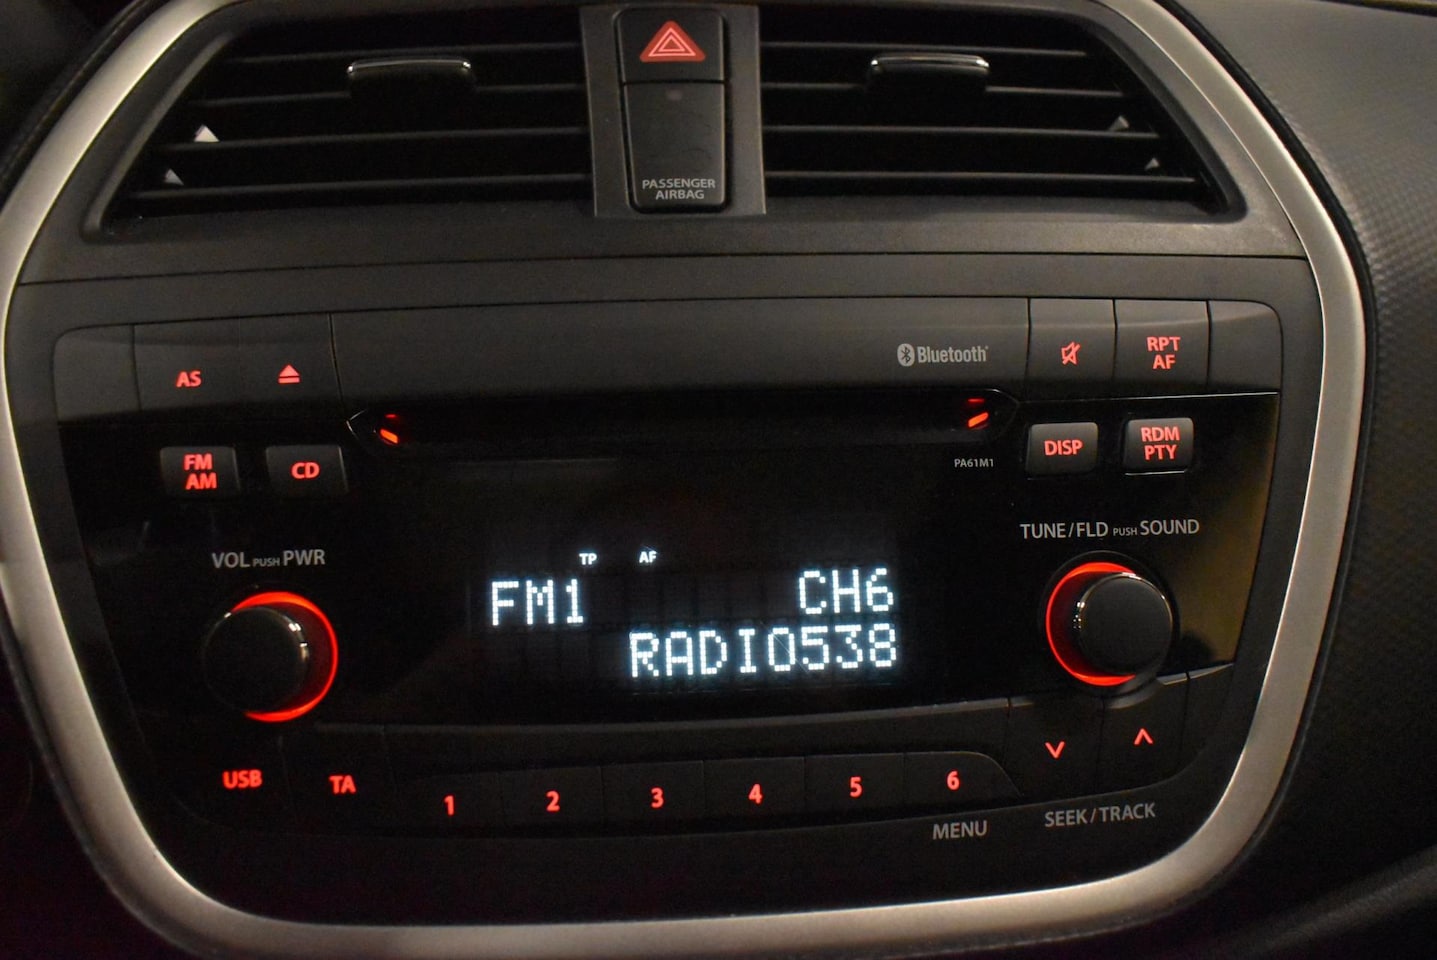 PASSENGER
AIRBAG
Bluetooth
RPT
AF
AS
FM
AM
CD
PA61M1
DISP
RDM
PTY
VOL PUSH PWR
TUNE/FLD PUSH SOUND
TP AF
FM1 CH6
RADIO538
USB
TA
1 2 3 4 5 6
MENU
SEEK/TRACK